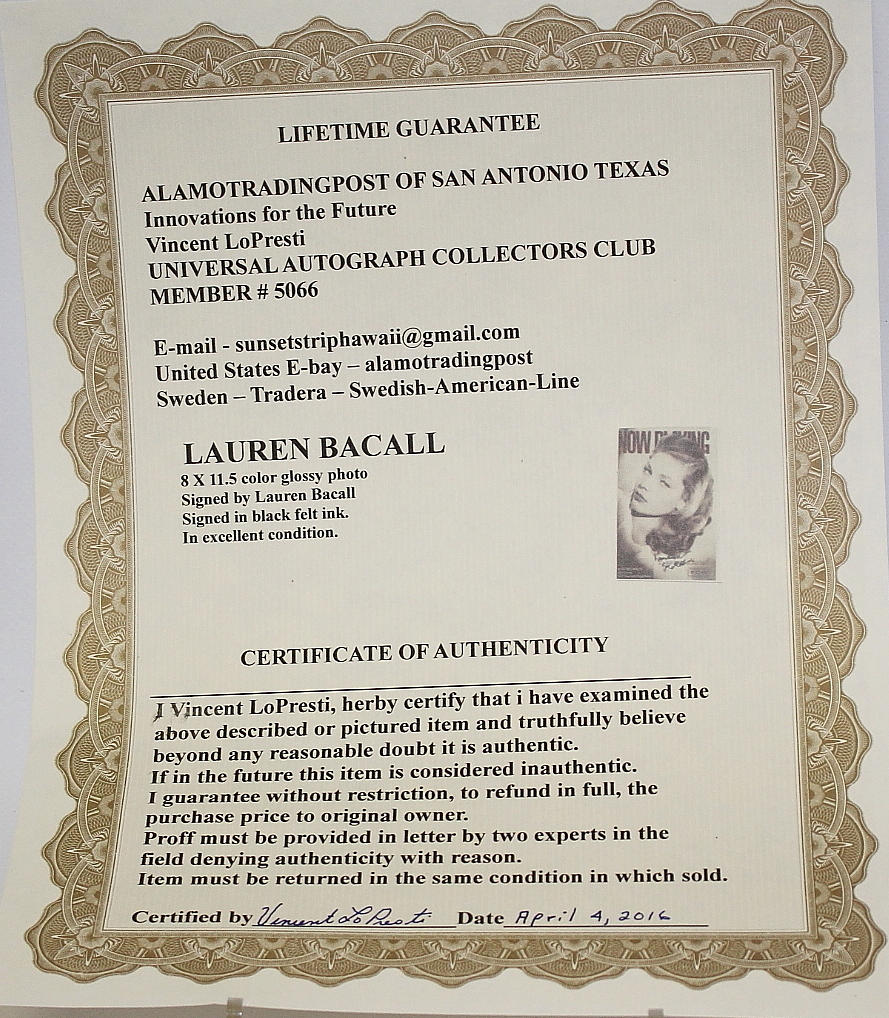 LIFETIME GUARANTEE
ALAMOTRADINGPOST OF SAN ANTONIO TEXAS
Innovations for the Future
Vincent LoPresti
UNIVERSAL AUTOGRAPH COLLECTORS CLUB
MEMBER # 5066
E-mail - sunsetstriphawaii@gmail.com
United States E-bay – alamotradingpost
Sweden – Tradera – Swedish-American-Line
LAUREN BACALL
8 X 11.5 color glossy photo
Signed by Lauren Bacall
Signed in black felt ink.
In excellent condition.
NOW PLAYING
CERTIFICATE OF AUTHENTICITY
I Vincent LoPresti, herby certify that i have examined the
above described or pictured item and truthfully believe
beyond any reasonable doubt it is authentic.
If in the future this item is considered inauthentic.
I guarantee without restriction, to refund in full, the
purchase price to original owner.
Proff must be provided in letter by two experts in the
field denying authenticity with reason.
Item must be returned in the same condition in which sold.
Certified by Vincent LoPresti Date April 4, 2016